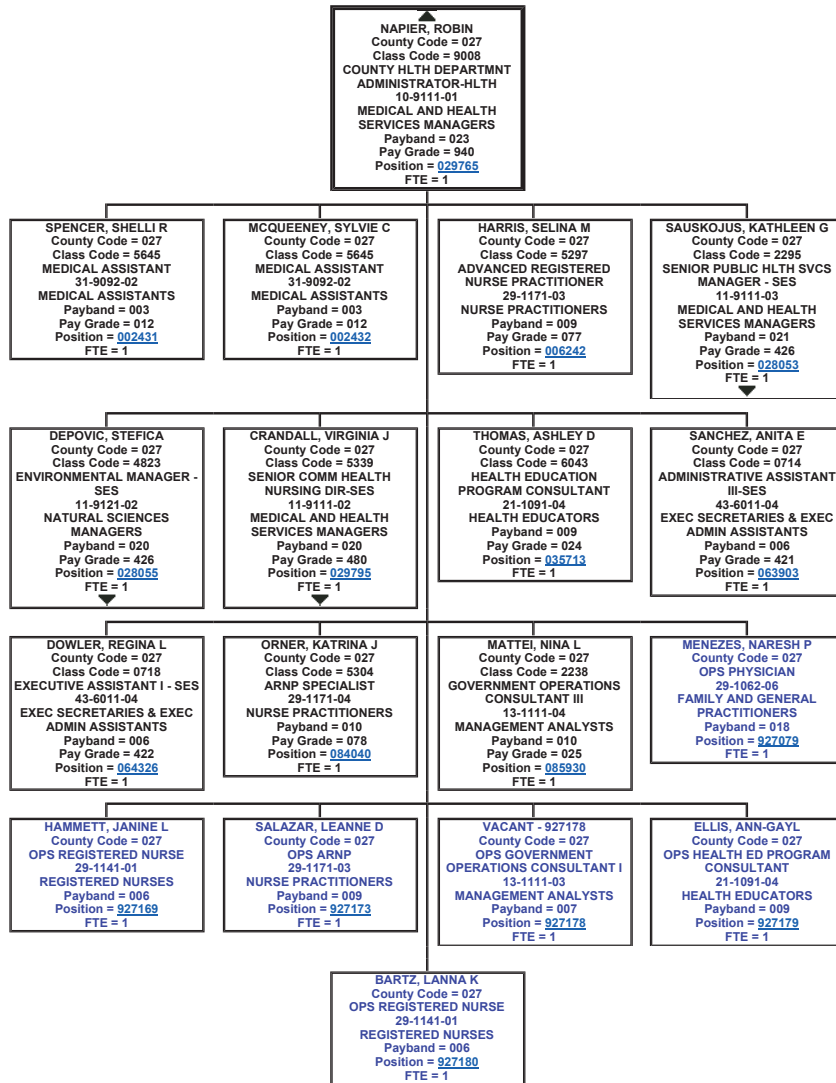 NAPIER, ROBIN
County Code = 027
Class Code = 9008
COUNTY HLTH DEPARTMNT
ADMINISTRATOR-HLTH
10-9111-01
MEDICAL AND HEALTH
SERVICES MANAGERS
Payband = 023
Pay Grade = 940
Position = 029765
FTE = 1
SPENCER, SHELLI R
County Code = 027
Class Code = 5645
MEDICAL ASSISTANT
31-9092-02
MEDICAL ASSISTANTS
Payband = 003
Pay Grade = 012
Position = 002431
FTE = 1
MCQUEENEY, SYLVIE C
County Code = 027
Class Code = 5645
MEDICAL ASSISTANT
31-9092-02
MEDICAL ASSISTANTS
Payband = 003
Pay Grade = 012
Position = 002432
FTE = 1
HARRIS, SELINA M
County Code = 027
Class Code = 5297
ADVANCED REGISTERED
NURSE PRACTITIONER
29-1171-03
NURSE PRACTITIONERS
Payband = 009
Pay Grade = 077
Position = 006242
FTE = 1
SAUSKOJUS, KATHLEEN G
County Code = 027
Class Code = 2295
SENIOR PUBLIC HLTH SVCS
MANAGER - SES
11-9111-03
MEDICAL AND HEALTH
SERVICES MANAGERS
Payband = 021
Pay Grade = 426
Position = 028053
FTE = 1
DEPOVIC, STEFICA
County Code = 027
Class Code = 4823
ENVIRONMENTAL MANAGER -
SES
11-9121-02
NATURAL SCIENCES
MANAGERS
Payband = 020
Pay Grade = 426
Position = 028055
FTE = 1
CRANDALL, VIRGINIA J
County Code = 027
Class Code = 5339
SENIOR COMM HEALTH
NURSING DIR-SES
11-9111-02
MEDICAL AND HEALTH
SERVICES MANAGERS
Payband = 020
Pay Grade = 480
Position = 029795
FTE = 1
THOMAS, ASHLEY D
County Code = 027
Class Code = 6043
HEALTH EDUCATION
PROGRAM CONSULTANT
21-1091-04
HEALTH EDUCATORS
Payband = 009
Pay Grade = 024
Position = 035713
FTE = 1
SANCHEZ, ANITA E
County Code = 027
Class Code = 0714
ADMINISTRATIVE ASSISTANT
III-SES
43-6011-04
EXEC SECRETARIES & EXEC
ADMIN ASSISTANTS
Payband = 006
Pay Grade = 421
Position = 063903
FTE = 1
DOWLER, REGINA L
County Code = 027
Class Code = 0718
EXECUTIVE ASSISTANT I - SES
43-6011-04
EXEC SECRETARIES & EXEC
ADMIN ASSISTANTS
Payband = 006
Pay Grade = 422
Position = 064326
FTE = 1
ORNER, KATRINA J
County Code = 027
Class Code = 5304
ARNP SPECIALIST
29-1171-04
NURSE PRACTITIONERS
Payband = 010
Pay Grade = 078
Position = 084040
FTE = 1
MATTEI, NINA L
County Code = 027
Class Code = 2238
GOVERNMENT OPERATIONS
CONSULTANT III
13-1111-04
MANAGEMENT ANALYSTS
Payband = 010
Pay Grade = 025
Position = 085930
FTE = 1
MENEZES, NARESH P
County Code = 027
OPS PHYSICIAN
29-1062-06
FAMILY AND GENERAL
PRACTITIONERS
Payband = 018
Position = 927079
FTE = 1
HAMMETT, JANINE L
County Code = 027
OPS REGISTERED NURSE
29-1141-01
REGISTERED NURSES
Payband = 006
Position = 927169
FTE = 1
SALAZAR, LEANNE D
County Code = 027
OPS ARNP
29-1171-03
NURSE PRACTITIONERS
Payband = 009
Position = 927173
FTE = 1
VACANT - 927178
County Code = 027
OPS GOVERNMENT
OPERATIONS CONSULTANT I
13-1111-03
MANAGEMENT ANALYSTS
Payband = 007
Position = 927178
FTE = 1
ELLIS, ANN-GAYL
County Code = 027
OPS HEALTH ED PROGRAM
CONSULTANT
21-1091-04
HEALTH EDUCATORS
Payband = 009
Position = 927179
FTE = 1
BARTZ, LANNA K
County Code = 027
OPS REGISTERED NURSE
29-1141-01
REGISTERED NURSES
Payband = 006
Position = 927180
FTE = 1